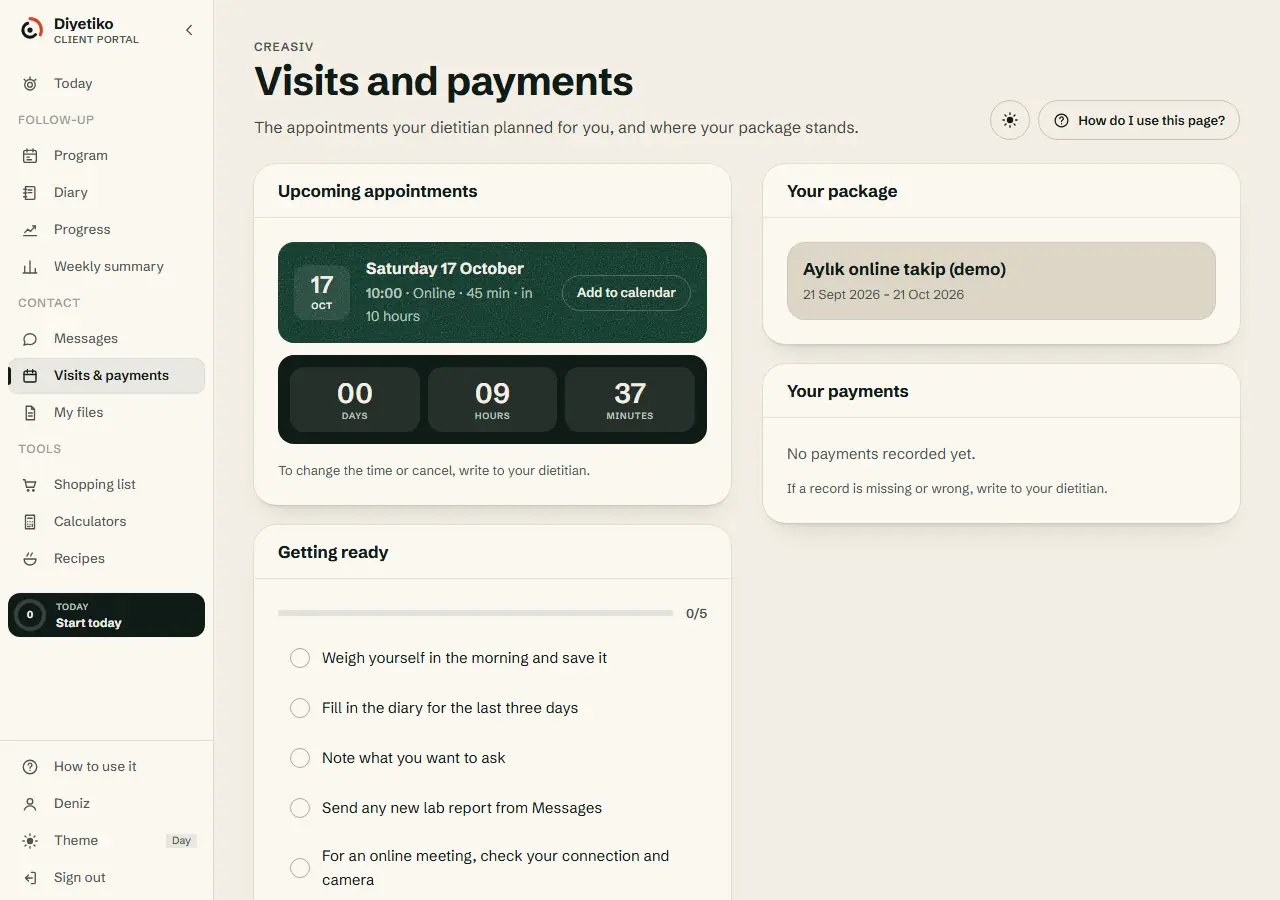 Diyetiko
CLIENT PORTAL
Today
FOLLOW-UP
Program
Diary
Progress
Weekly summary
CONTACT
Messages
Visits & payments
My files
TOOLS
Shopping list
Calculators
Recipes
0
TODAY
Start today
How to use it
Deniz
Theme
Day
Sign out
CREASIV
Visits and payments
The appointments your dietitian planned for you, and where your package stands.
How do I use this page?
Upcoming appointments
17
OCT
Saturday 17 October
10:00 · Online · 45 min · in
10 hours
Add to calendar
00
DAYS
09
HOURS
37
MINUTES
To change the time or cancel, write to your dietitian.
Getting ready
0/5
Weigh yourself in the morning and save it
Fill in the diary for the last three days
Note what you want to ask
Send any new lab report from Messages
For an online meeting, check your connection and
camera
Your package
Aylık online takip (demo)
21 Sept 2026 – 21 Oct 2026
Your payments
No payments recorded yet.
If a record is missing or wrong, write to your dietitian.